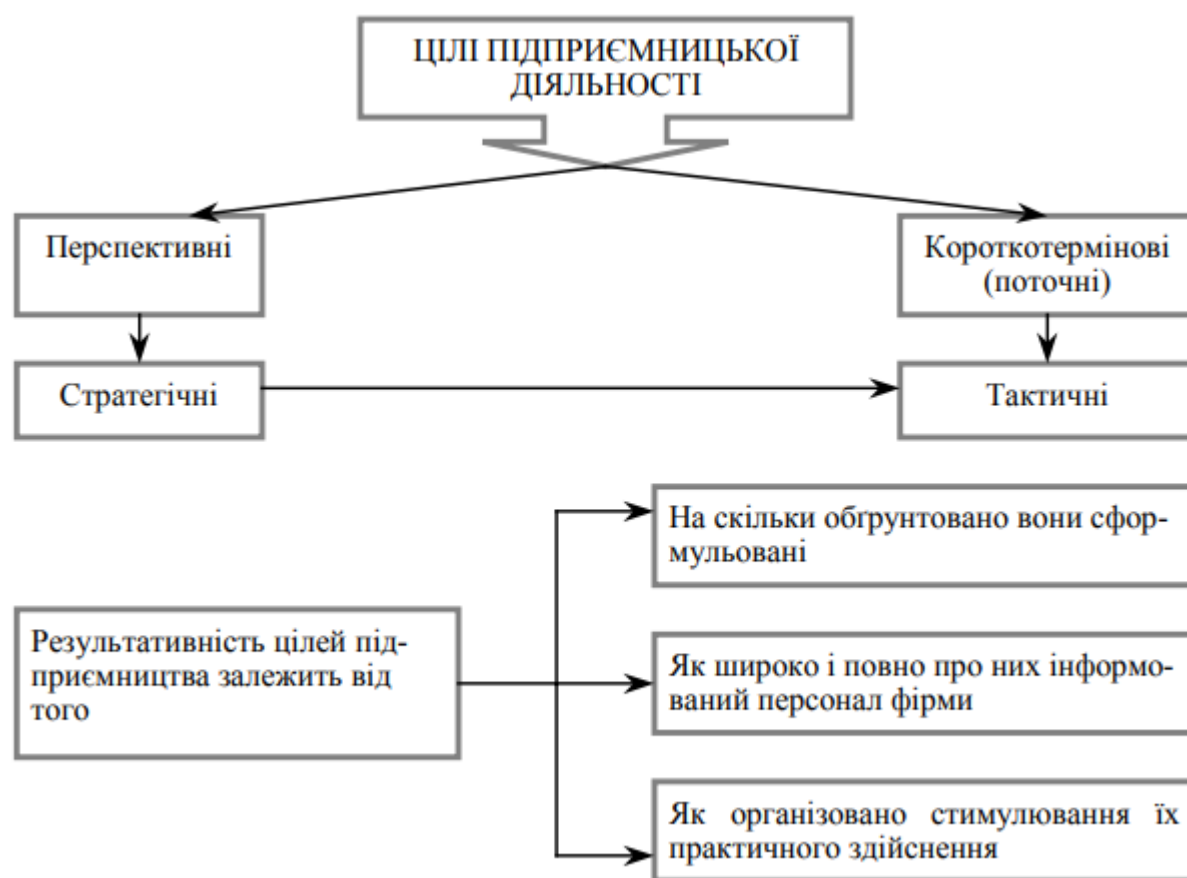 ЦІЛІ ПІДПРИЄМНИЦЬКОЇ
ДІЯЛЬНОСТІ
Перспективні
Короткотермінові
(поточні)
Стратегічні
Тактичні
На скільки обґрунтовано вони сфор-
мульовані
Результативність цілей під-
приємництва залежить від
того
Як широко і повно про них інформо-
ваний персонал фірми
Як організовано стимулювання їх
практичного здійснення